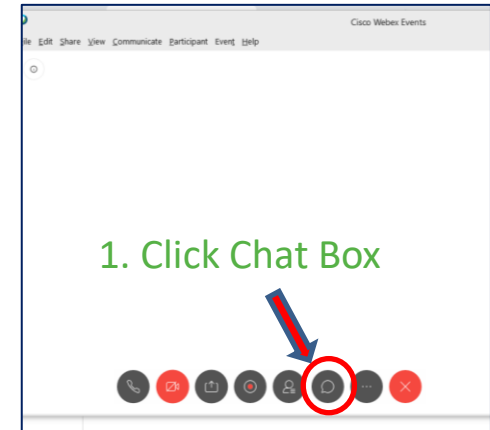 Cisco Webex Events
ile Edit Share View Communicate Participant Event Help
1. Click Chat Box